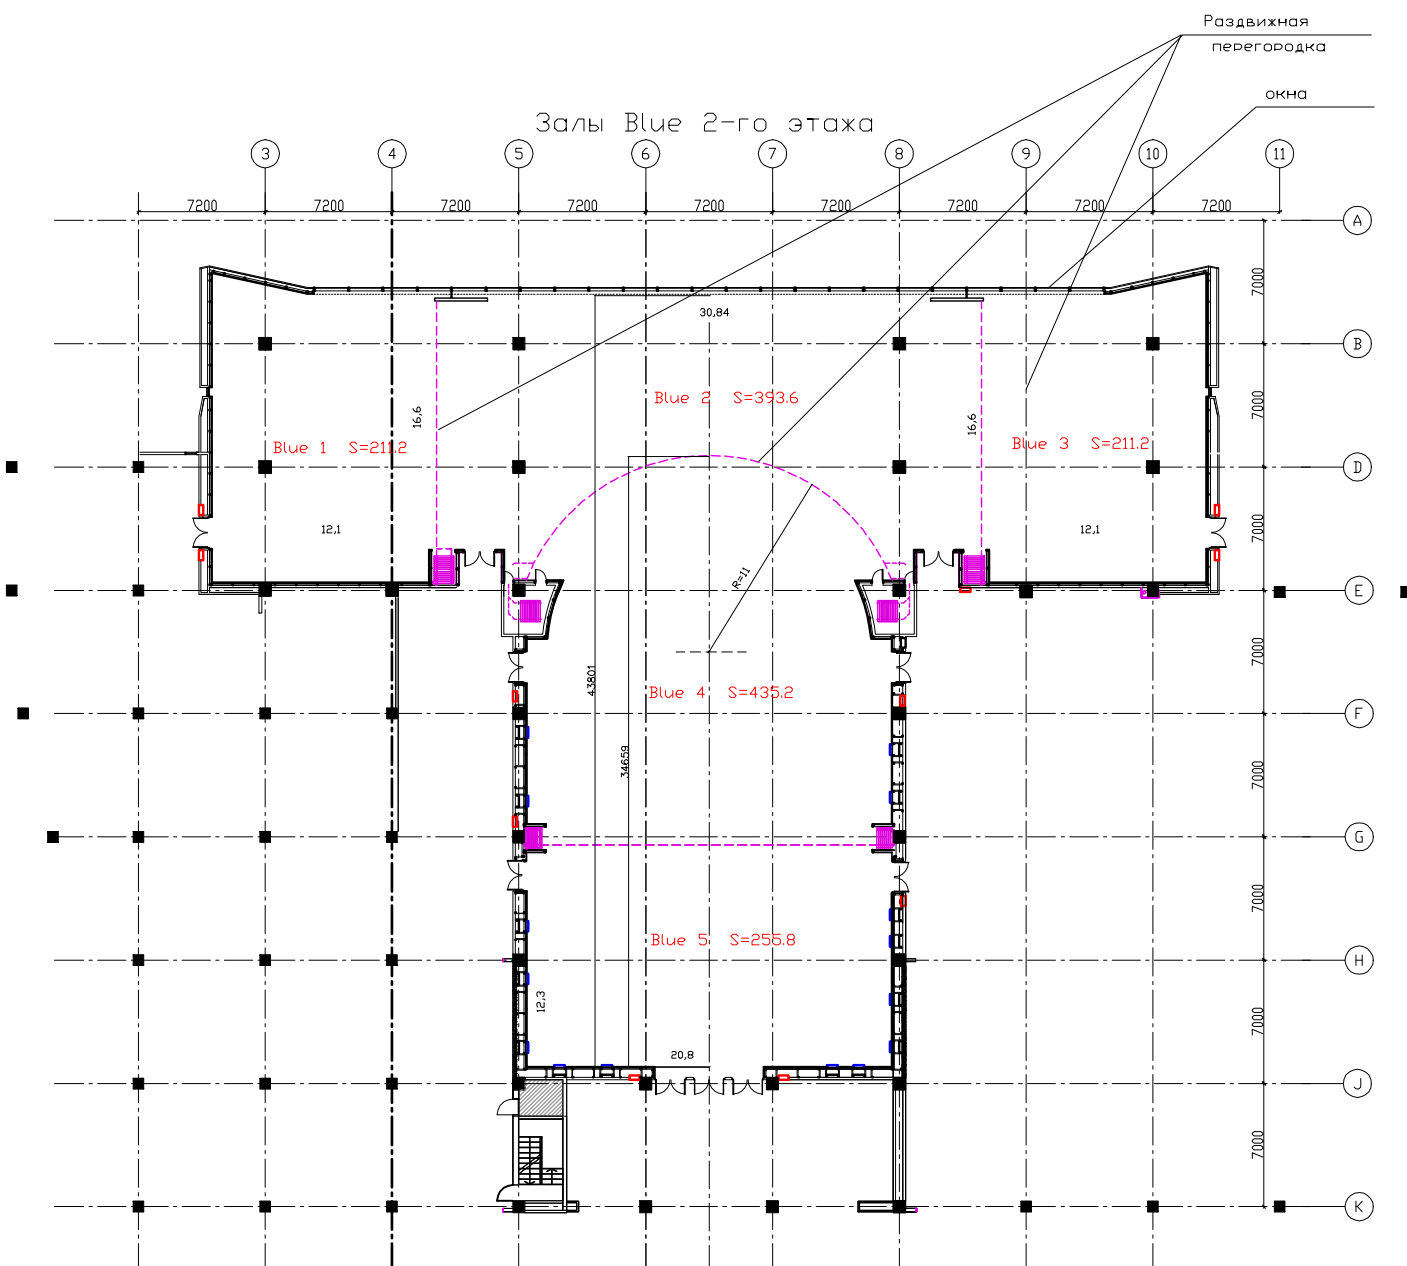 Раздвижная
перегородка
окна
Залы Blue 2-го этажа
3 4 5 6 7 8 9 10 11
7200 7200 7200 7200 7200 7200 7200 7200 7200
A
7000
30,84
B
Blue 2 S=393.6
7000
16,6 16,6
Blue 1 S=211.2
Blue 3 S=211.2
D
12,1 12,1
7000
R=11
E
7000
43801
Blue 4 S=435.2
F
34659
7000
G
7000
Blue 5 S=255.8
H
12,3
7000
20,8
J
7000
K